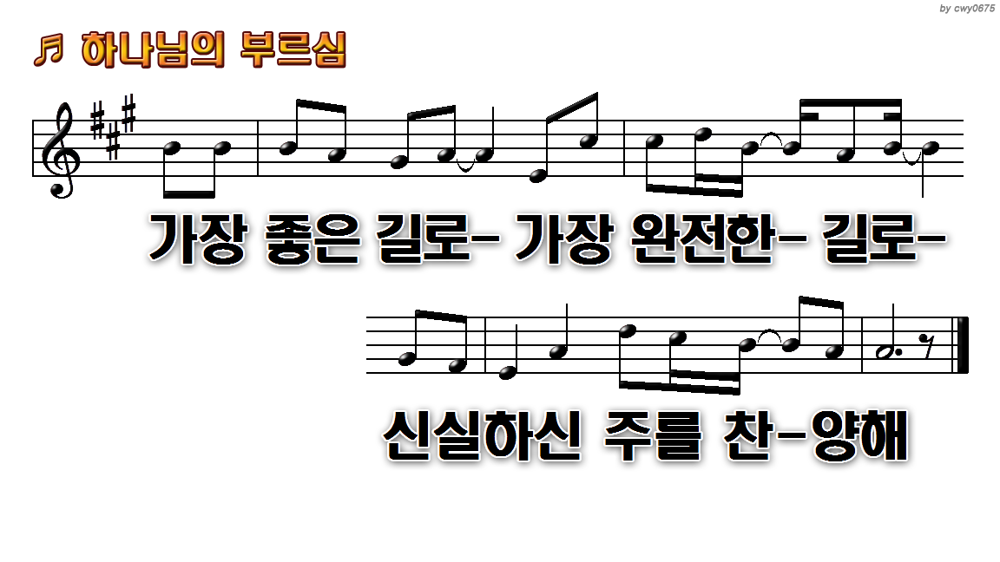 by cwy0675
♬ 하나님의 부르심
가장 좋은 길로- 가장 완전한- 길로-
신실하신 주를 찬-양해